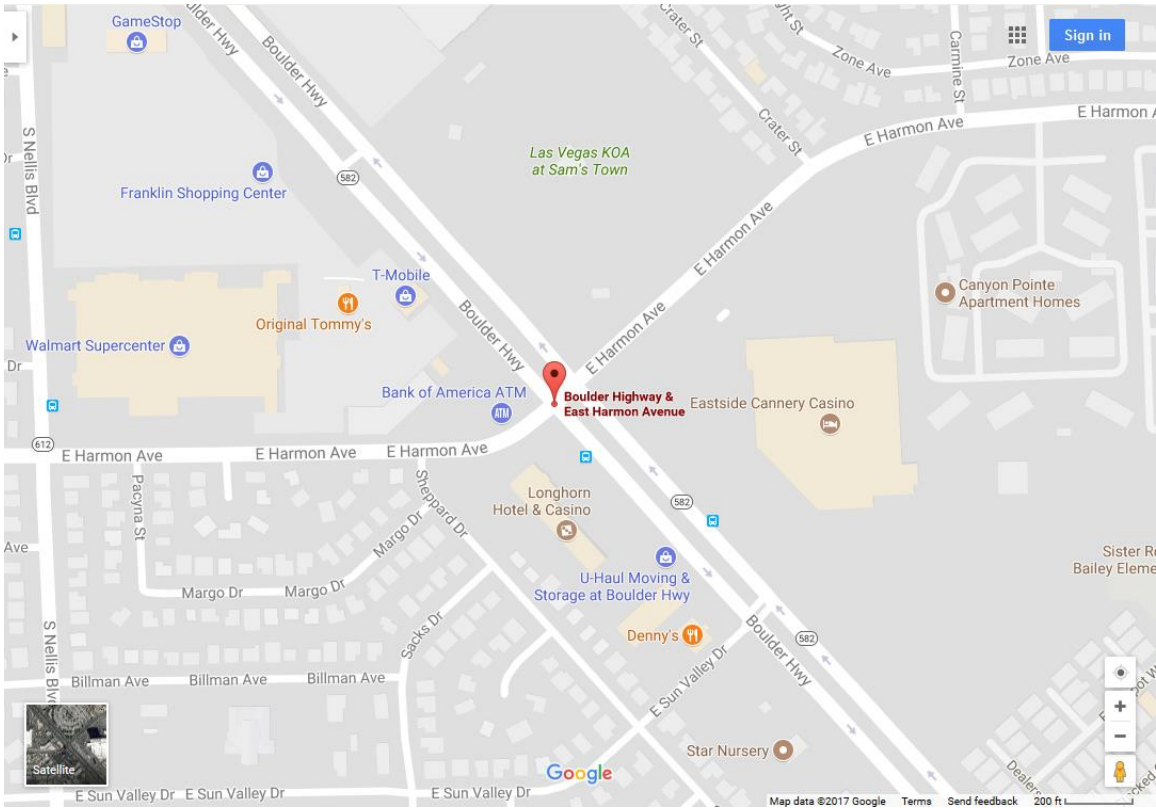 GameStop
Boulder Hwy
Boulder Hwy
Sign in
Zone Ave
Zone Ave
Crater St
Carmine St
S Nellis Blvd
Dr
Crater St
E Harmon Ave
E Harmon A
582
Las Vegas KOA
at Sam's Town
Franklin Shopping Center
E Harmon Ave
T-Mobile
Canyon Pointe
Apartment Homes
Original Tommy's
Boulder Hwy
E Harmon Ave
Walmart Supercenter
Dr
Bank of America ATM
ATM
Boulder Highway &
East Harmon Avenue
Eastside Cannery Casino
612
E Harmon Ave
E Harmon Ave
E Harmon Ave
Pacyna St
Sheppard Dr
Longhorn
Hotel & Casino
582
Margo Dr
Ave
Sister Ro
Bailey Eleme
U-Haul Moving &
Storage at Boulder Hwy
Margo Dr
Margo Dr
Sacks Dr
Denny's
Boulder Hwy
582
S Nellis Blvd
Billman Ave
Billman Ave
Billman Ave
E Sun Valley Dr
Star Nursery
Satellite
Google
E Sun Valley Dr
E Sun Valley Dr
Map data ©2017 Google
Terms
Send feedback
200 ft